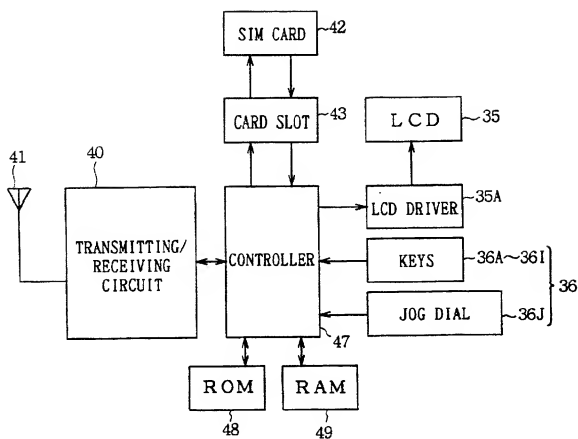 SIM CARD
42
CARD SLOT
43
LCD
35
41
40
TRANSMITTING/
RECEIVING
CIRCUIT
CONTROLLER
47
LCD DRIVER
35A
KEYS
36A~36I
JOG DIAL
36J
36
ROM
48
RAM
49